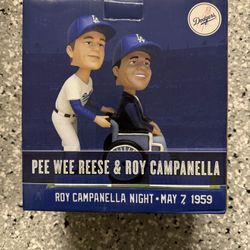 Dodgers
PEE WEE REESE & ROY CAMPANELLA
ROY CAMPANELLA NIGHT • MAY 7, 1959